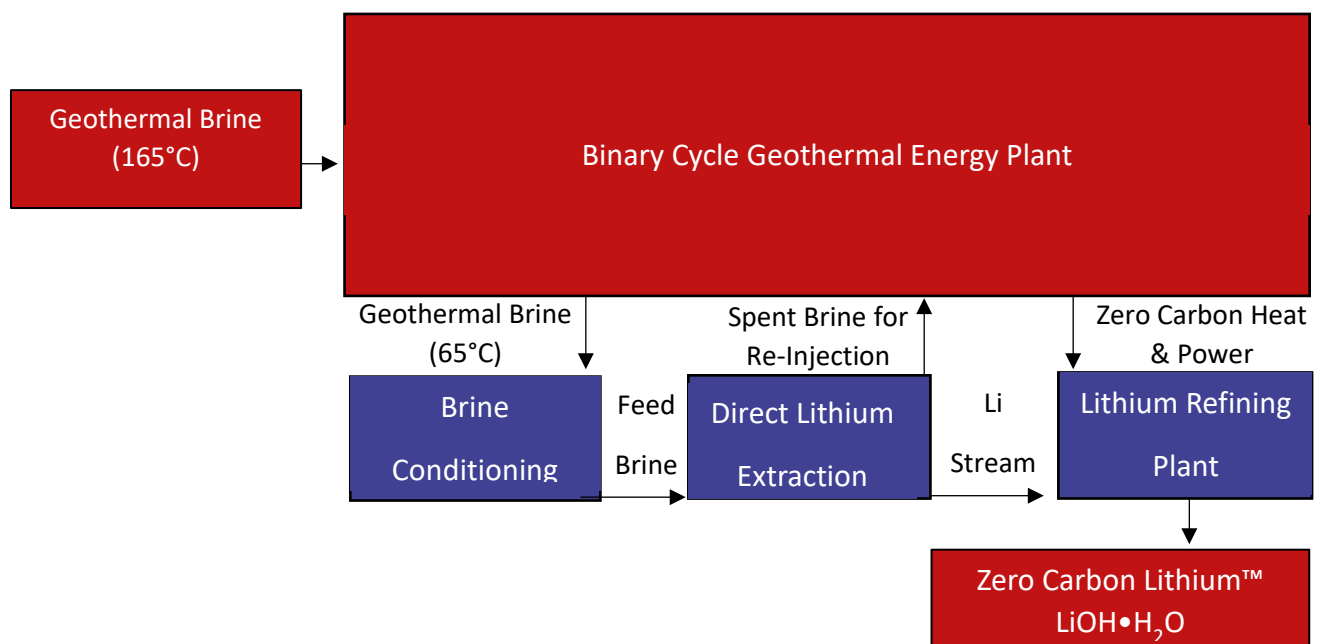 Geothermal Brine
(165°C)
Binary Cycle Geothermal Energy Plant
Geothermal Brine
(65°C)
Spent Brine for
Re-Injection
Zero Carbon Heat
& Power
Brine
Conditioning
Feed
Brine
Direct Lithium
Extraction
Li
Stream
Lithium Refining
Plant
Zero Carbon Lithium™
LiOH•H₂O